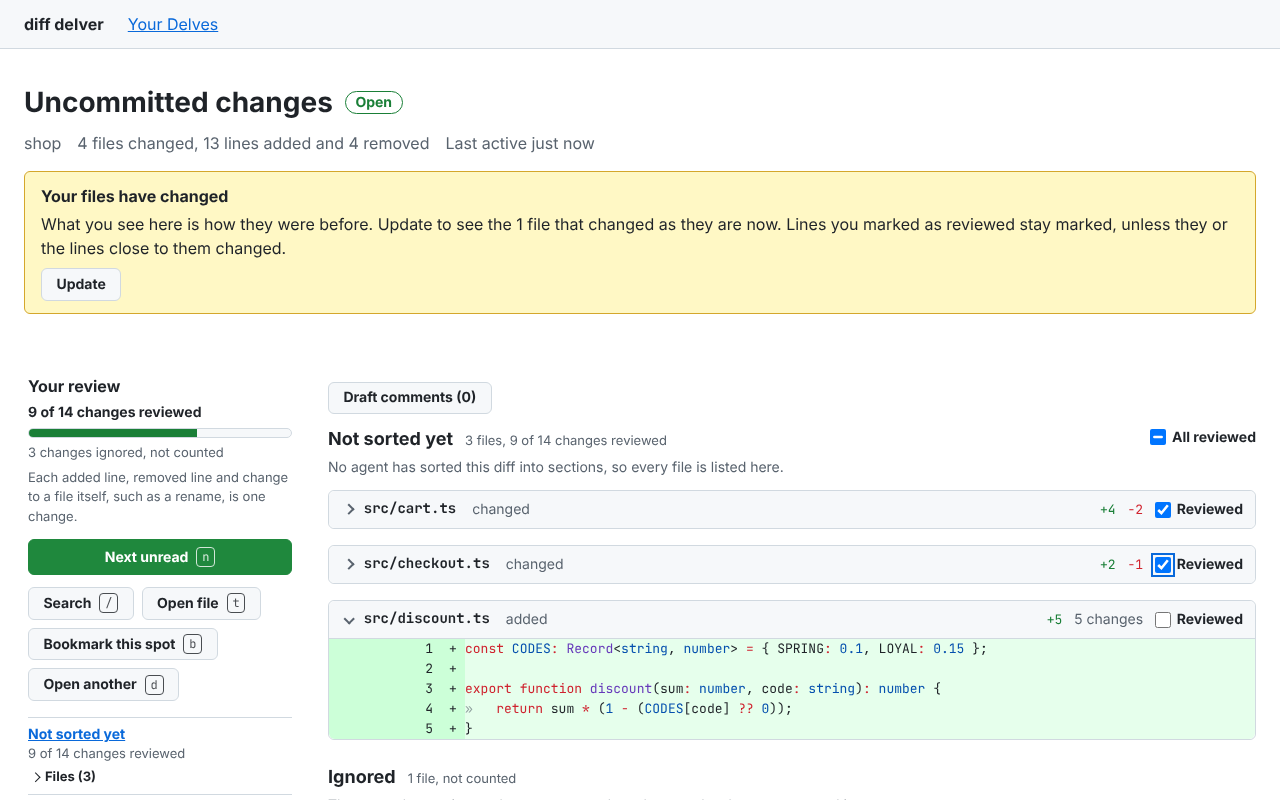 diff delver Your Delves
Uncommitted changes Open
shop 4 files changed, 13 lines added and 4 removed Last active just now
Your files have changed
What you see here is how they were before. Update to see the 1 file that changed as they are now. Lines you marked as reviewed stay marked, unless they or
the lines close to them changed.
Update
Your review
9 of 14 changes reviewed
3 changes ignored, not counted
Each added line, removed line and change
to a file itself, such as a rename, is one
change.
Next unread n
Search / Open file t
Bookmark this spot b
Open another d
Not sorted yet
9 of 14 changes reviewed
Files (3)
Draft comments (0)
Not sorted yet 3 files, 9 of 14 changes reviewed All reviewed
No agent has sorted this diff into sections, so every file is listed here.
src/cart.ts changed +4 -2 Reviewed
src/checkout.ts changed +2 -1 Reviewed
src/discount.ts added +5 5 changes Reviewed
1 + const CODES: Record<string, number> = { SPRING: 0.1, LOYAL: 0.15 };
2 +
3 + export function discount(sum: number, code: string): number {
4 + » return sum * (1 - (CODES[code] ?? 0));
5 + }
Ignored 1 file, not counted